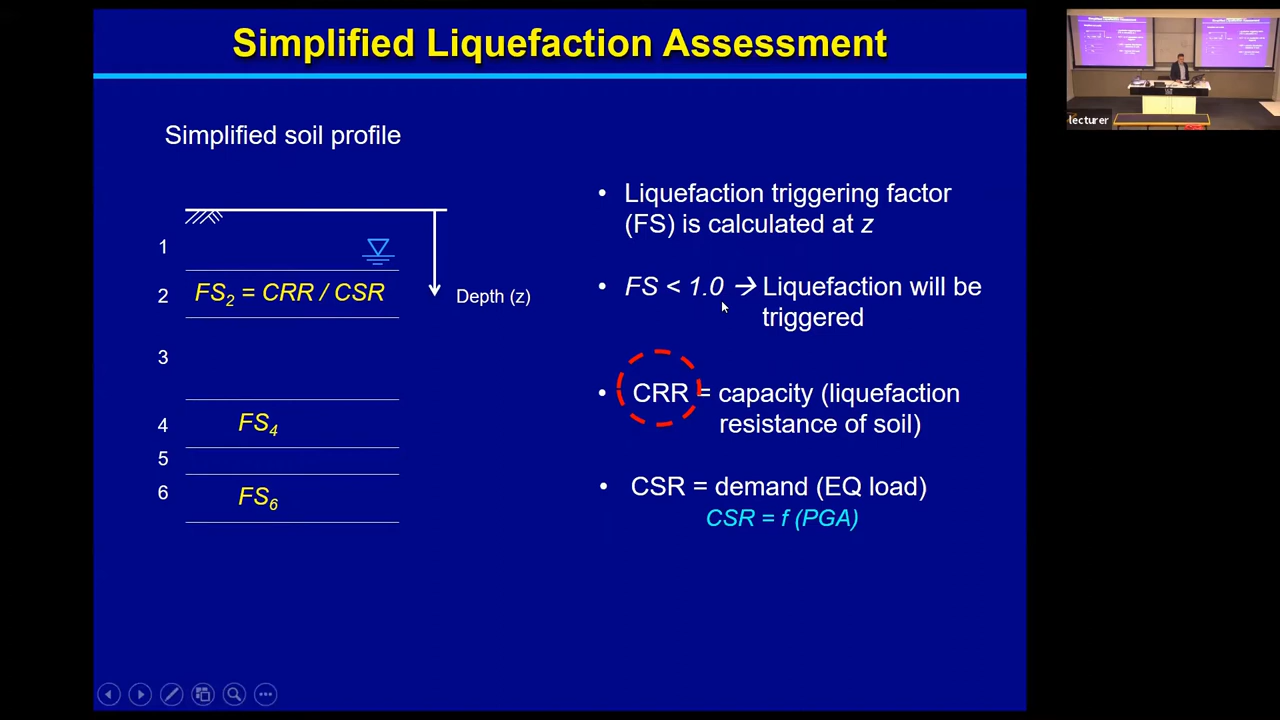 Simplified Liquefaction Assessment
Simplified soil profile
1
2
FS2 = CRR / CSR
3
4
FS4
5
6
FS6
Depth (z)
• Liquefaction triggering factor
(FS) is calculated at z
• FS < 1.0 → Liquefaction will be
triggered
• CRR = capacity (liquefaction
resistance of soil)
• CSR = demand (EQ load)
CSR = f (PGA)
lecturer